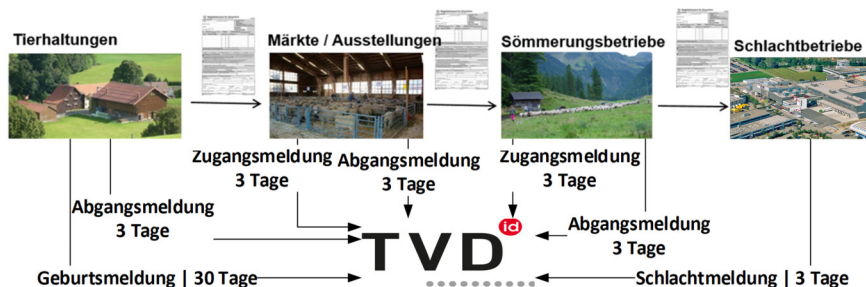 Tierhaltungen
Märkte / Ausstellungen
Sömmerungsbetriebe
Schlachtbetriebe
Zugangsmeldung
3 Tage
Abgangsmeldung
3 Tage
Zugangsmeldung
3 Tage
Abgangsmeldung
3 Tage
Abgangsmeldung
3 Tage
TVD
id
Geburtsmeldung | 30 Tage
Schlachtmeldung | 3 Tage